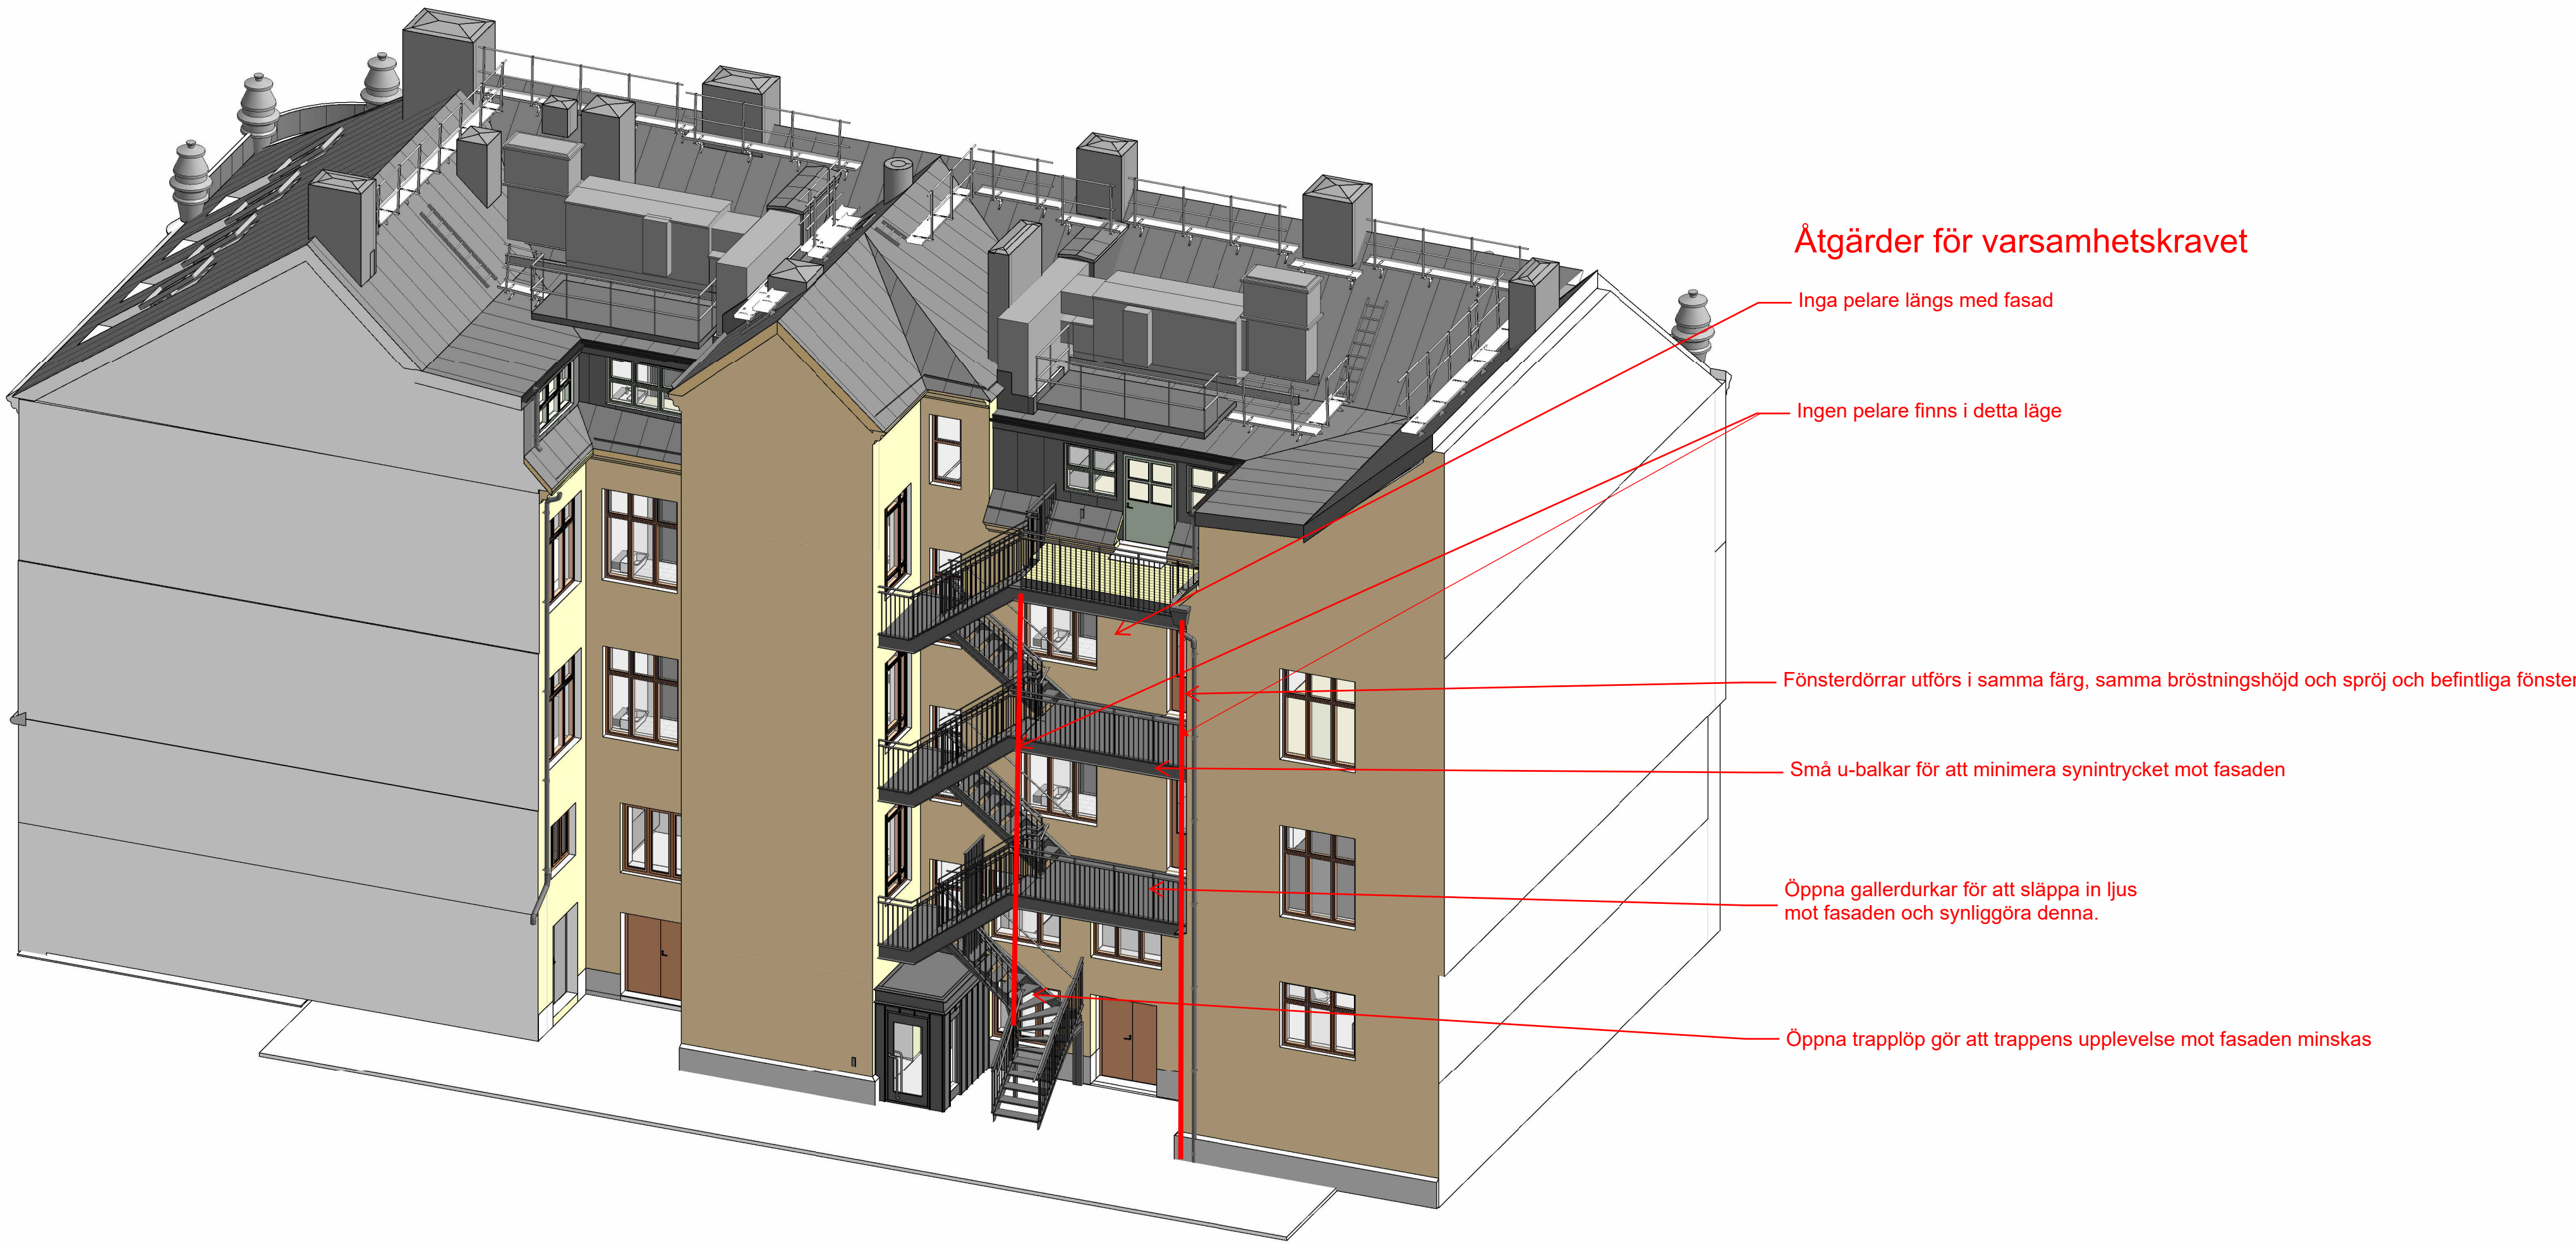 Åtgärder för varsamhetskravet
Inga pelare längs med fasad
Ingen pelare finns i detta läge
Fönsterdörrar utförs i samma färg, samma bröstningshöjd och spröj och befintliga fönster
Små u-balkar för att minimera synintrycket mot fasaden
Öppna gallerdurkar för att släppa in ljus
mot fasaden och synliggöra denna.
Öppna trapplöp gör att trappens upplevelse mot fasaden minskas